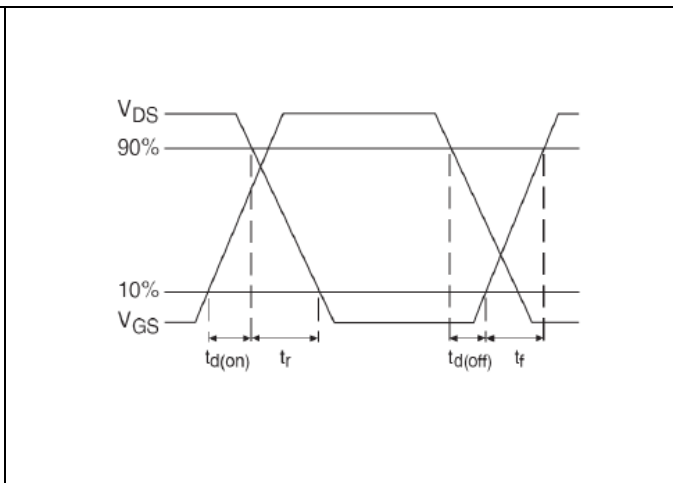 VDS
90%
10%
VGS
td(on)
tr
td(off)
tf